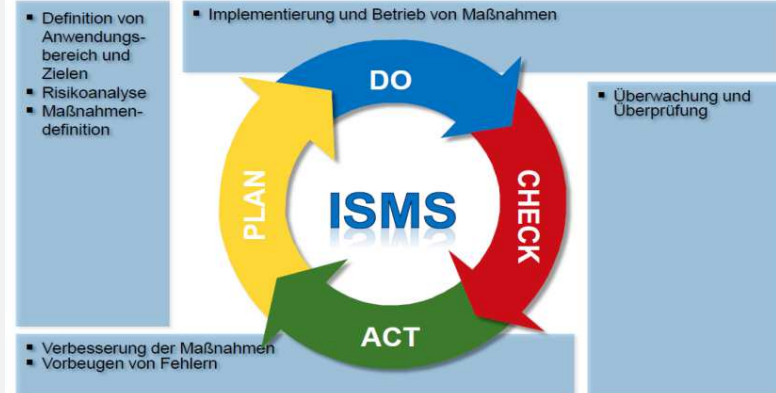 ▪ Definition von
Anwendungs-
bereich und
Zielen
▪ Risikoanalyse
▪ Maßnahmen-
definition
▪ Implementierung und Betrieb von Maßnahmen
DO
▪ Überwachung und
Überprüfung
PLAN
ISMS
CHECK
ACT
▪ Verbesserung der Maßnahmen
▪ Vorbeugen von Fehlern